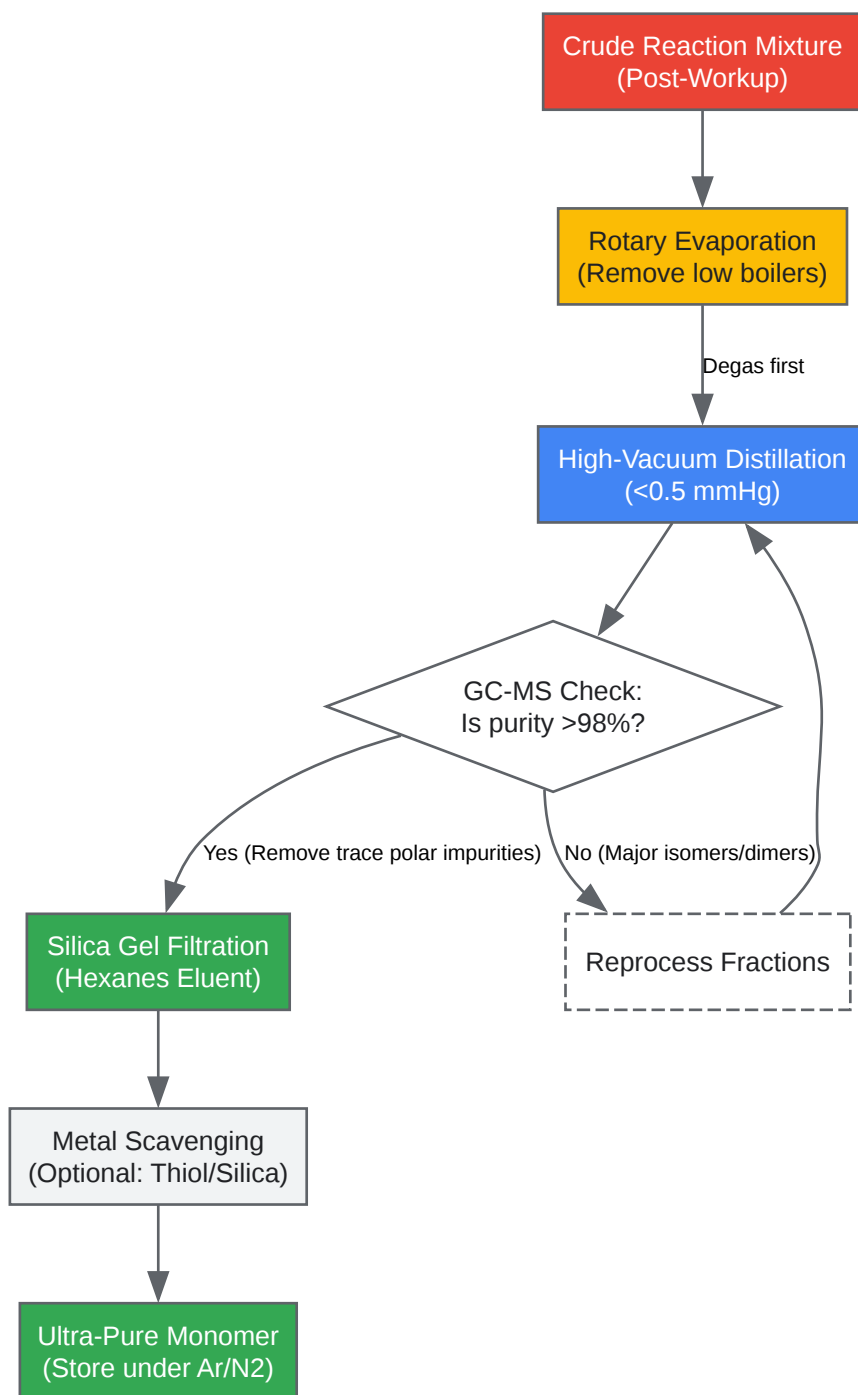 Crude Reaction Mixture
(Post-Workup)
Rotary Evaporation
(Remove low boilers)
Degas first
High-Vacuum Distillation
(<0.5 mmHg)
GC-MS Check:
Is purity >98%?
Yes (Remove trace polar impurities)
No (Major isomers/dimers)
Silica Gel Filtration
(Hexanes Eluent)
Reprocess Fractions
Metal Scavenging
(Optional: Thiol/Silica)
Ultra-Pure Monomer
(Store under Ar/N2)